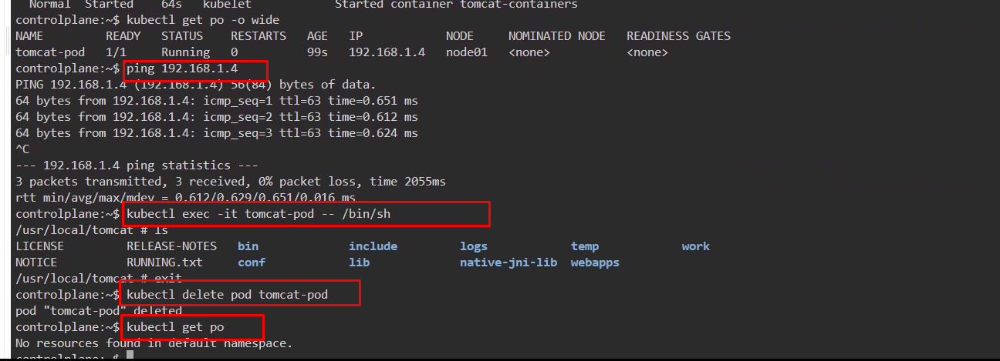 Normal  Started    64s   kubelet            Started container tomcat-containers
controlplane:~$ kubectl get po -o wide
NAME         READY   STATUS    RESTARTS   AGE   IP            NODE     NOMINATED NODE   READINESS GATES
tomcat-pod   1/1     Running   0          99s   192.168.1.4   node01   <none>           <none>
controlplane:~$ ping 192.168.1.4
PING 192.168.1.4 (192.168.1.4) 56(84) bytes of data.
64 bytes from 192.168.1.4: icmp_seq=1 ttl=63 time=0.651 ms
64 bytes from 192.168.1.4: icmp_seq=2 ttl=63 time=0.612 ms
64 bytes from 192.168.1.4: icmp_seq=3 ttl=63 time=0.624 ms
^C
--- 192.168.1.4 ping statistics ---
3 packets transmitted, 3 received, 0% packet loss, time 2055ms
rtt min/avg/max/mdev = 0.612/0.629/0.651/0.016 ms
controlplane:~$ kubectl exec -it tomcat-pod -- /bin/sh
/usr/local/tomcat # ls
LICENSE         RELEASE-NOTES   bin             include         logs            temp            work
NOTICE          RUNNING.txt     conf            lib             native-jni-lib  webapps
/usr/local/tomcat # exit
controlplane:~$ kubectl delete pod tomcat-pod
pod "tomcat-pod" deleted
controlplane:~$ kubectl get po
No resources found in default namespace.
controlplane:~$